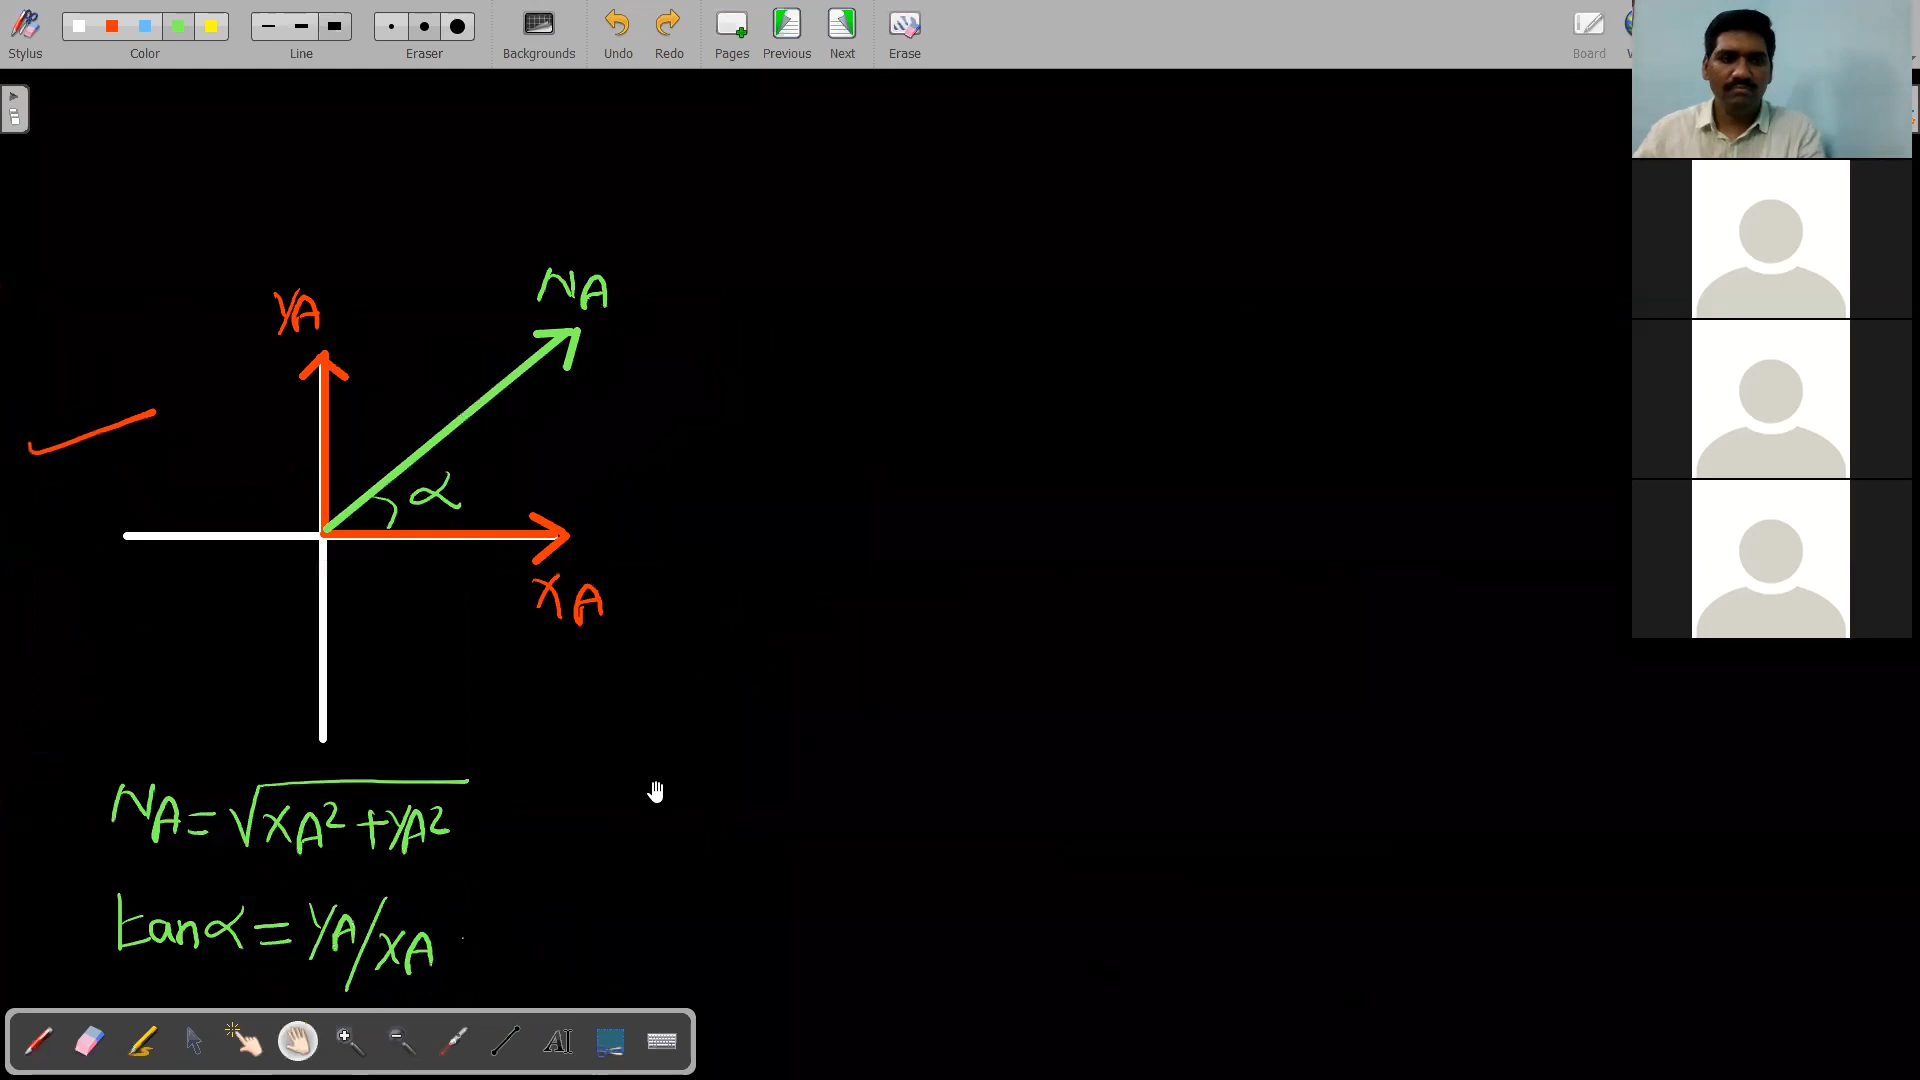 Stylus Color Line Eraser Backgrounds Undo Redo Pages Previous Next Erase Board
YA
NA
α
XA
NA = √XA² + YA²
tanα = YA/XA
AI